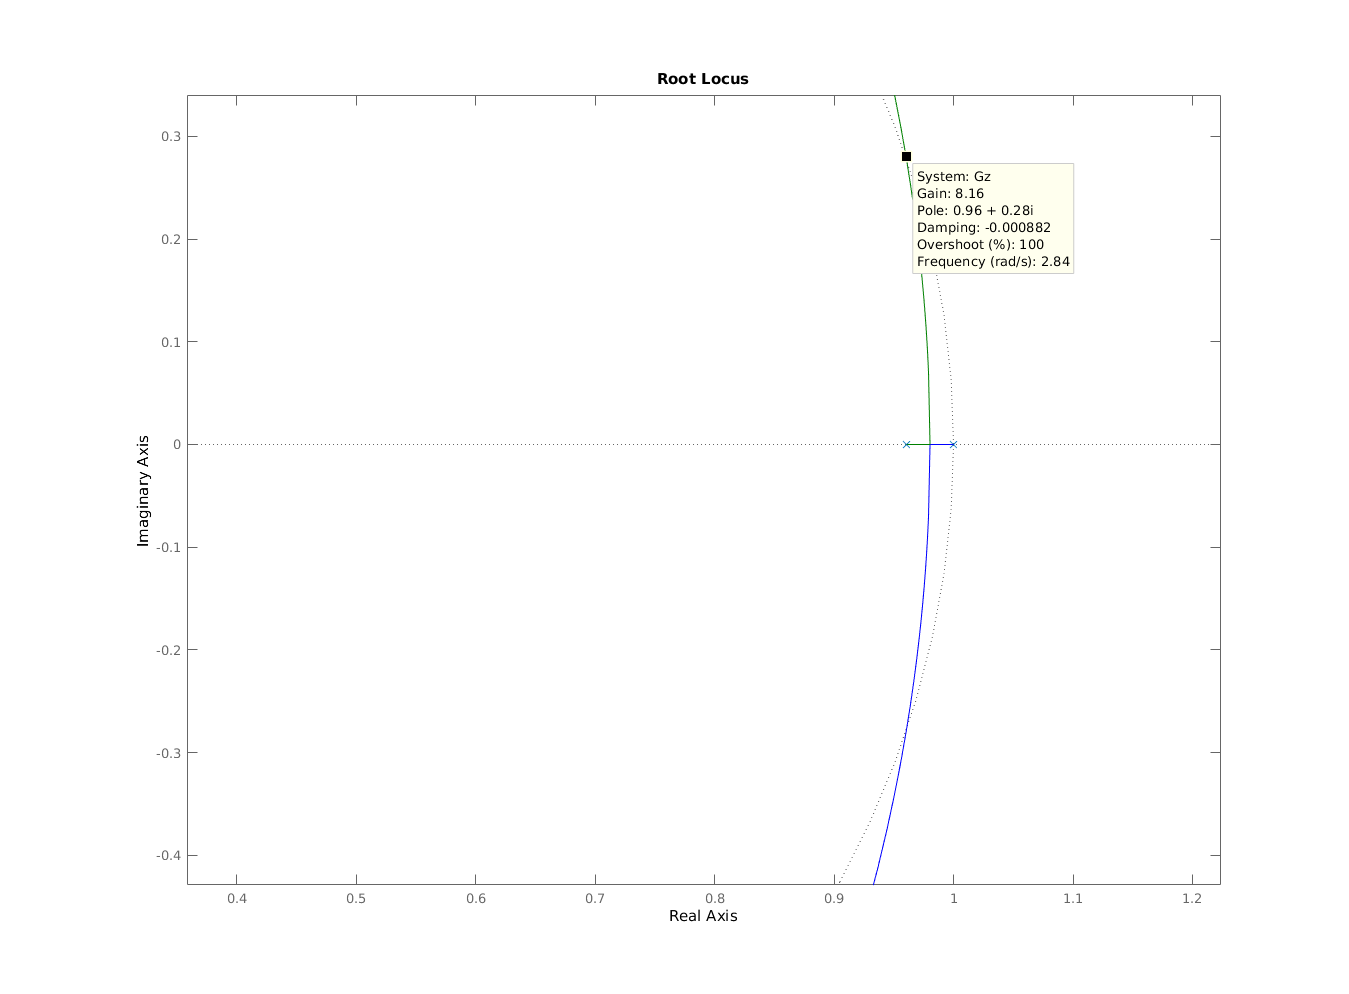 Root Locus
0.3
0.2
0.1
0
-0.1
-0.2
-0.3
-0.4
Imaginary Axis
System: Gz
Gain: 8.16
Pole: 0.96 + 0.28i
Damping: -0.000882
Overshoot (%): 100
Frequency (rad/s): 2.84
0.4 0.5 0.6 0.7 0.8 0.9 1 1.1 1.2
Real Axis